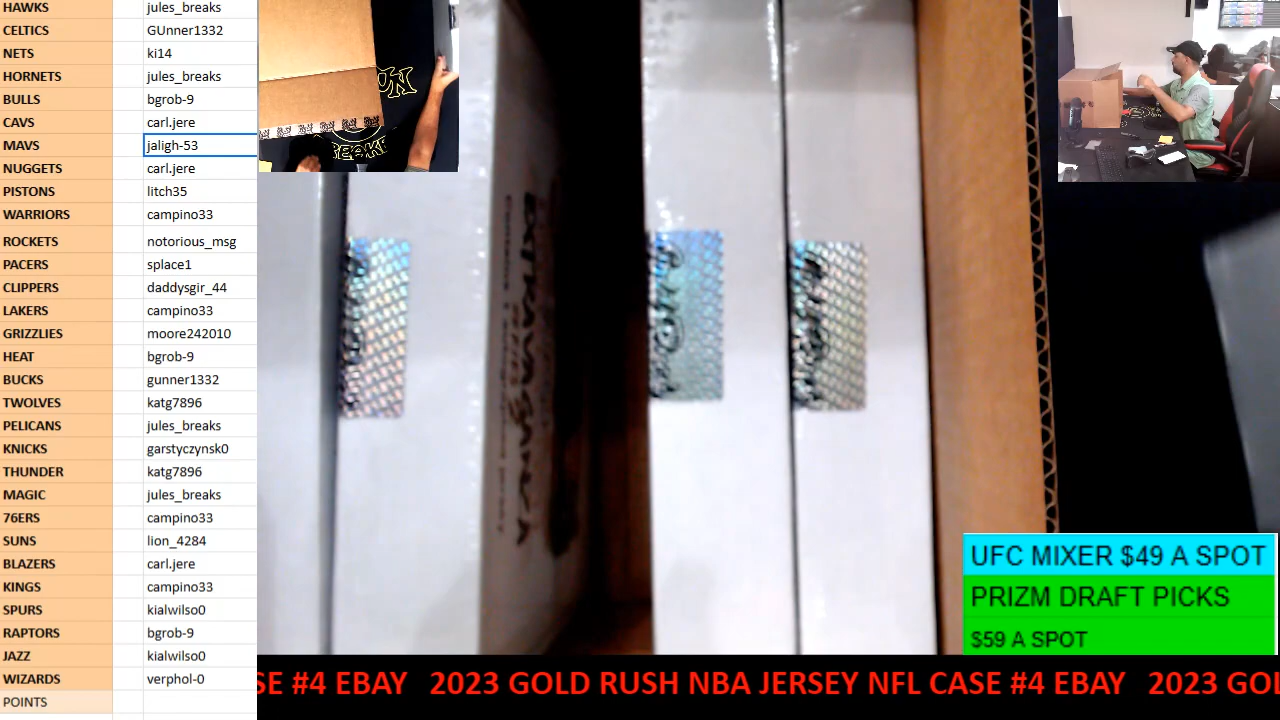 HAWKS jules_breaks
CELTICS GUnner1332
NETS ki14
HORNETS jules_breaks
BULLS bgrob-9
CAVS carl.jere
MAVS jaligh-53
NUGGETS carl.jere
PISTONS litch35
WARRIORS campino33
ROCKETS notorious_msg
PACERS splace1
CLIPPERS daddysgir_44
LAKERS campino33
GRIZZLIES moore242010
HEAT bgrob-9
BUCKS gunner1332
TWOLVES katg7896
PELICANS jules_breaks
KNICKS garstyczynsk0
THUNDER katg7896
MAGIC jules_breaks
76ERS campino33
SUNS lion_4284
BLAZERS carl.jere
KINGS campino33
SPURS kialwilso0
RAPTORS bgrob-9
JAZZ kialwilso0
WIZARDS verphol-0
POINTS
UFC MIXER $49 A SPOT
PRIZM DRAFT PICKS
$59 A SPOT
SE #4 EBAY 2023 GOLD RUSH NBA JERSEY NFL CASE #4 EBAY 2023 GOL